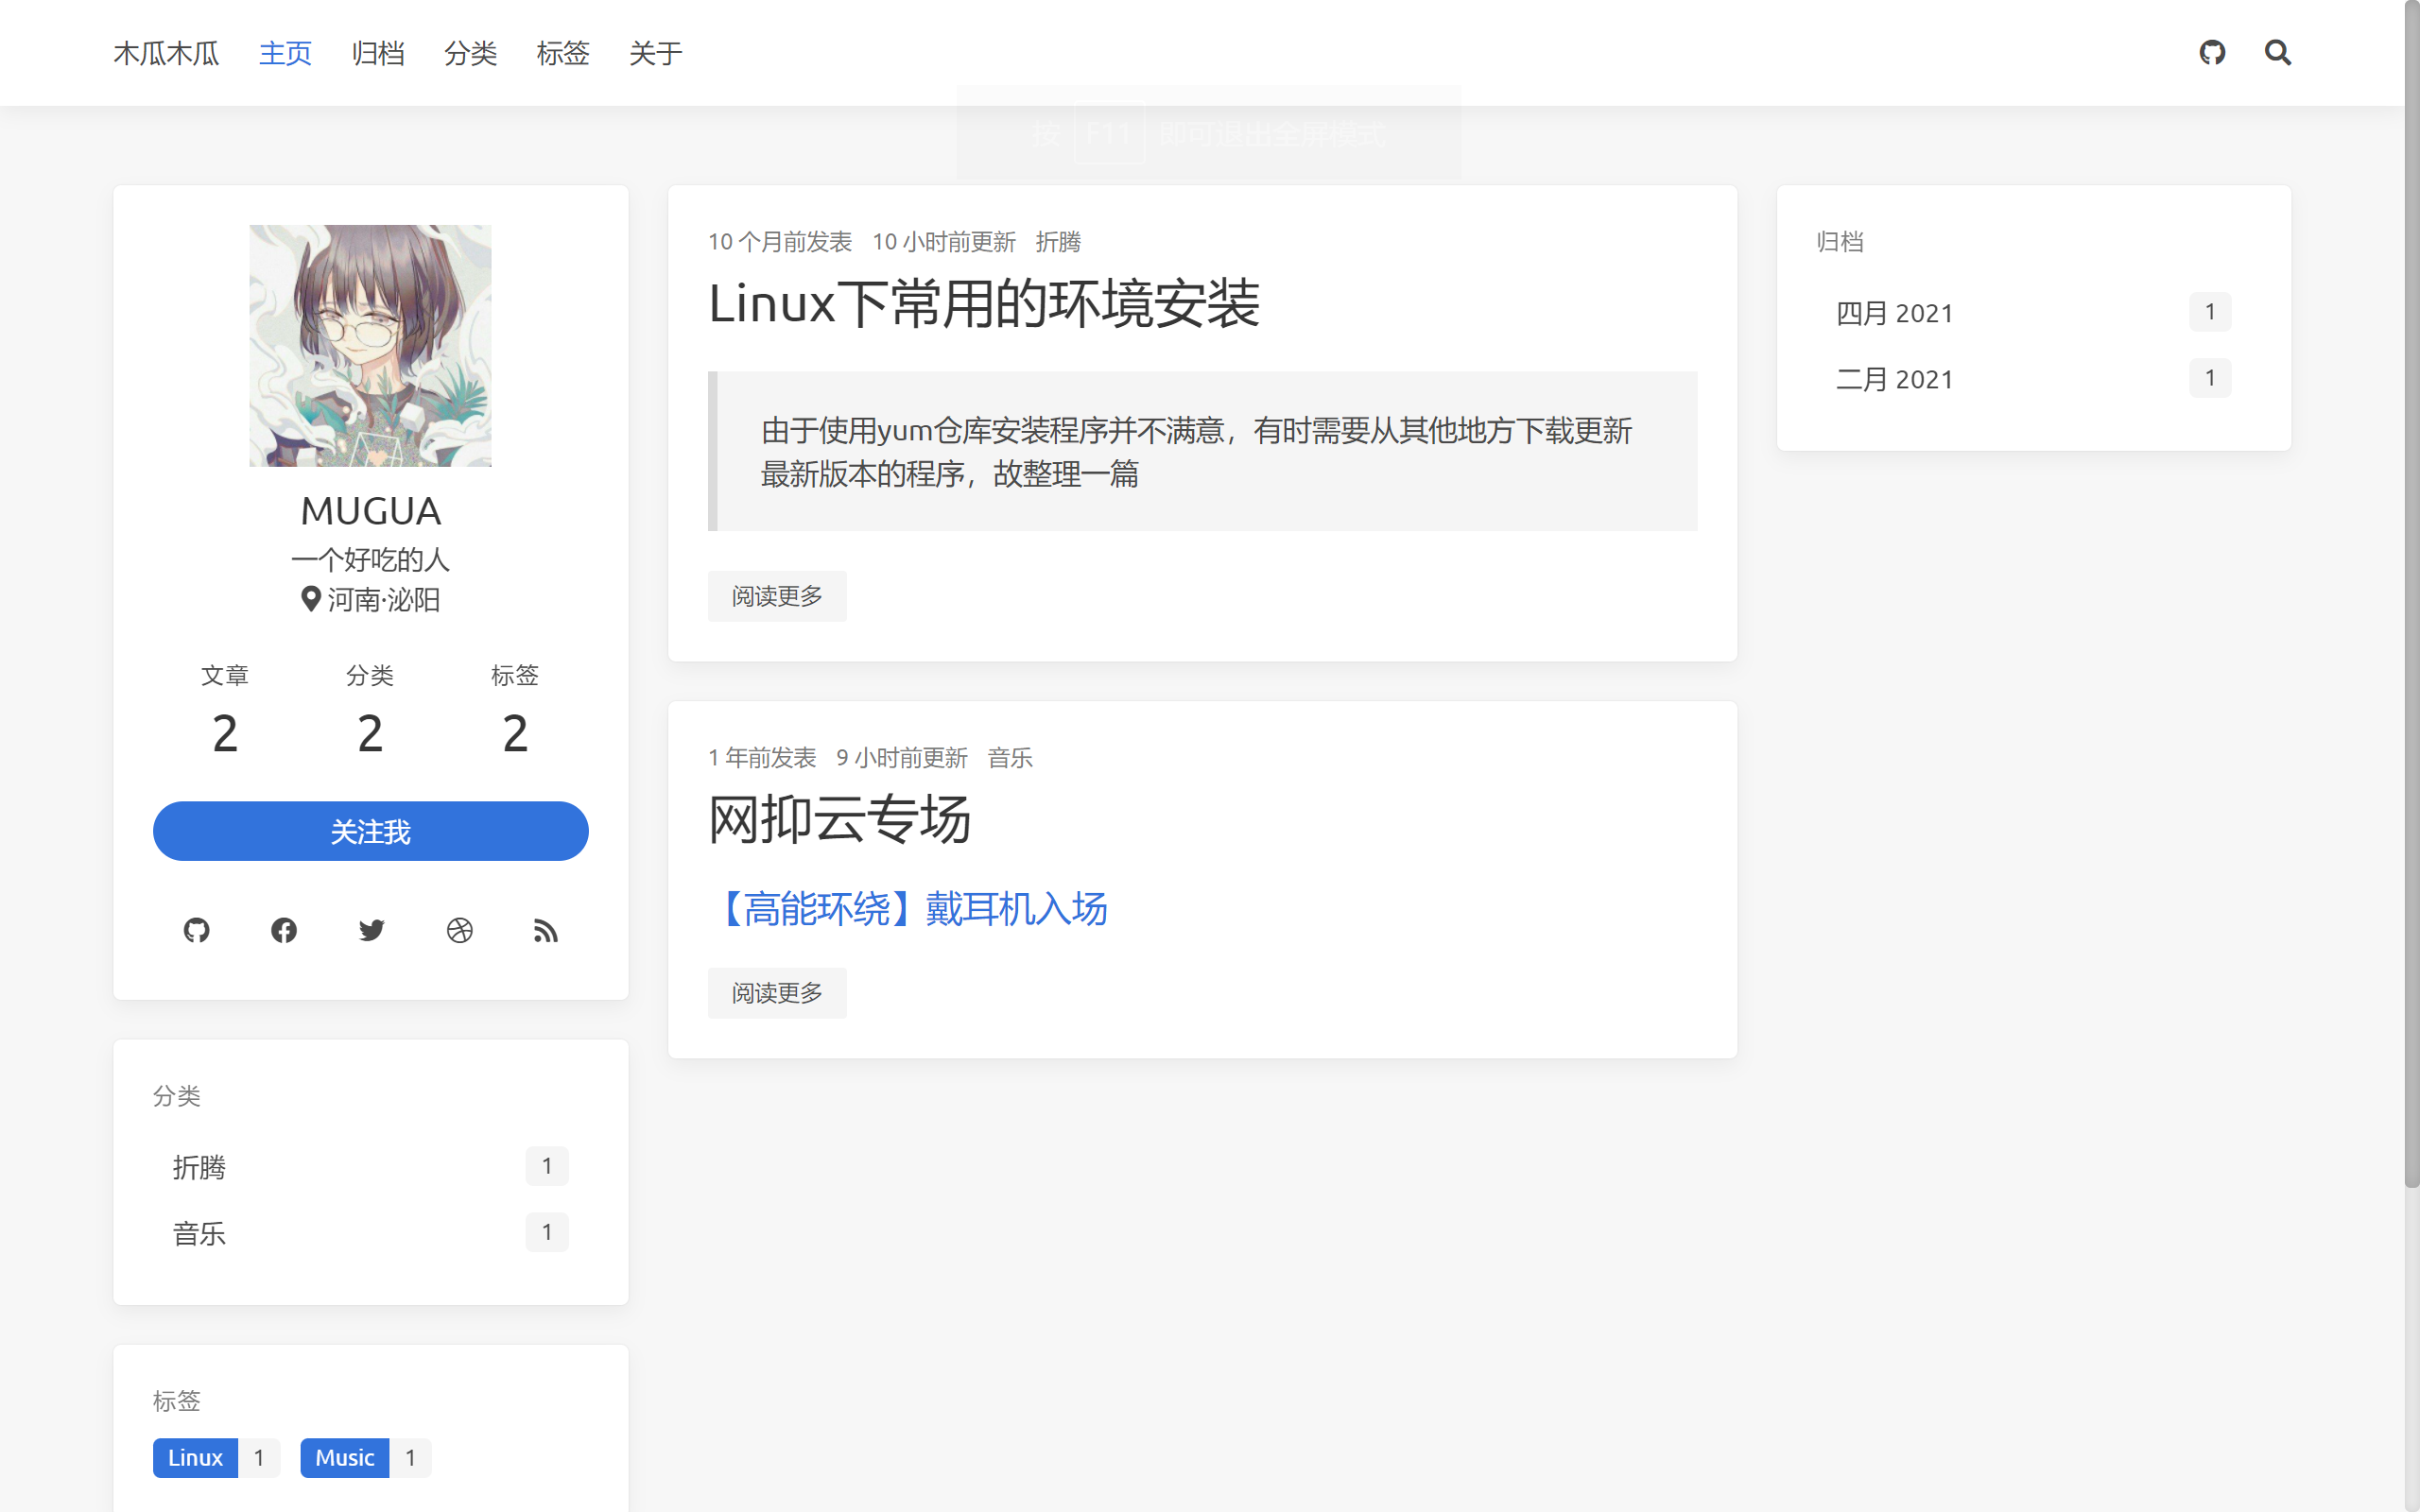 木瓜木瓜 主页 归档 分类 标签 关于
按 F11 即可退出全屏模式
MUGUA
一个好吃的人
河南·泌阳
文章 分类 标签
2 2 2
关注我
分类
折腾 1
音乐 1
标签
Linux 1 Music 1
10 个月前发表 10 小时前更新 折腾
Linux下常用的环境安装
由于使用yum仓库安装程序并不满意，有时需要从其他地方下载更新
最新版本的程序，故整理一篇
阅读更多
1 年前发表 9 小时前更新 音乐
网抑云专场
【高能环绕】戴耳机入场
阅读更多
归档
四月 2021 1
二月 2021 1